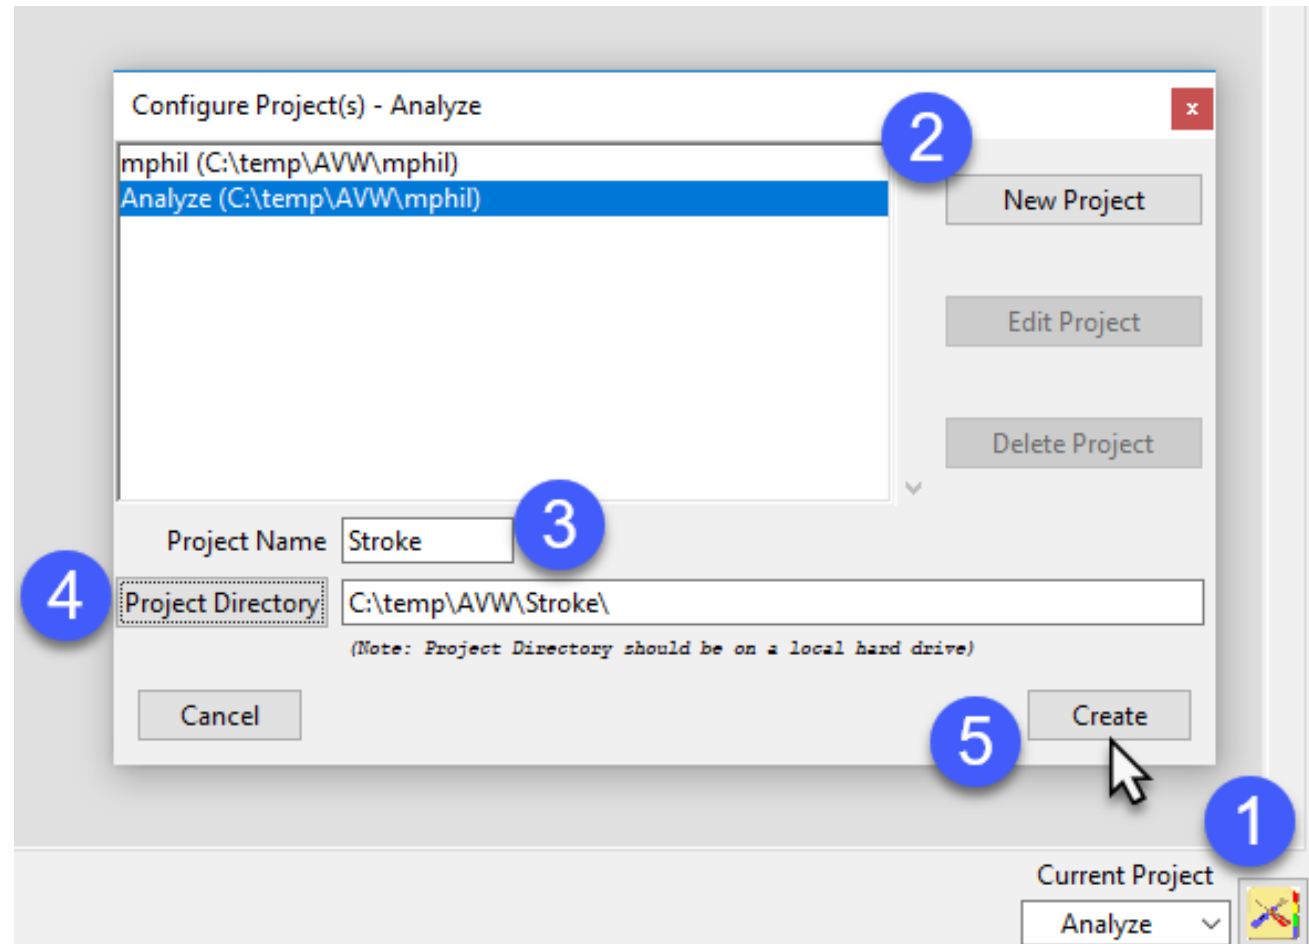 Configure Project(s) - Analyze
x
2
mphil (C:\temp\AVW\mphil)
Analyze (C:\temp\AVW\mphil)
New Project
Edit Project
Delete Project
Project Name
Stroke
3
4
Project Directory
C:\temp\AVW\Stroke\
(Note: Project Directory should be on a local hard drive)
Cancel
5
Create
1
Current Project
Analyze